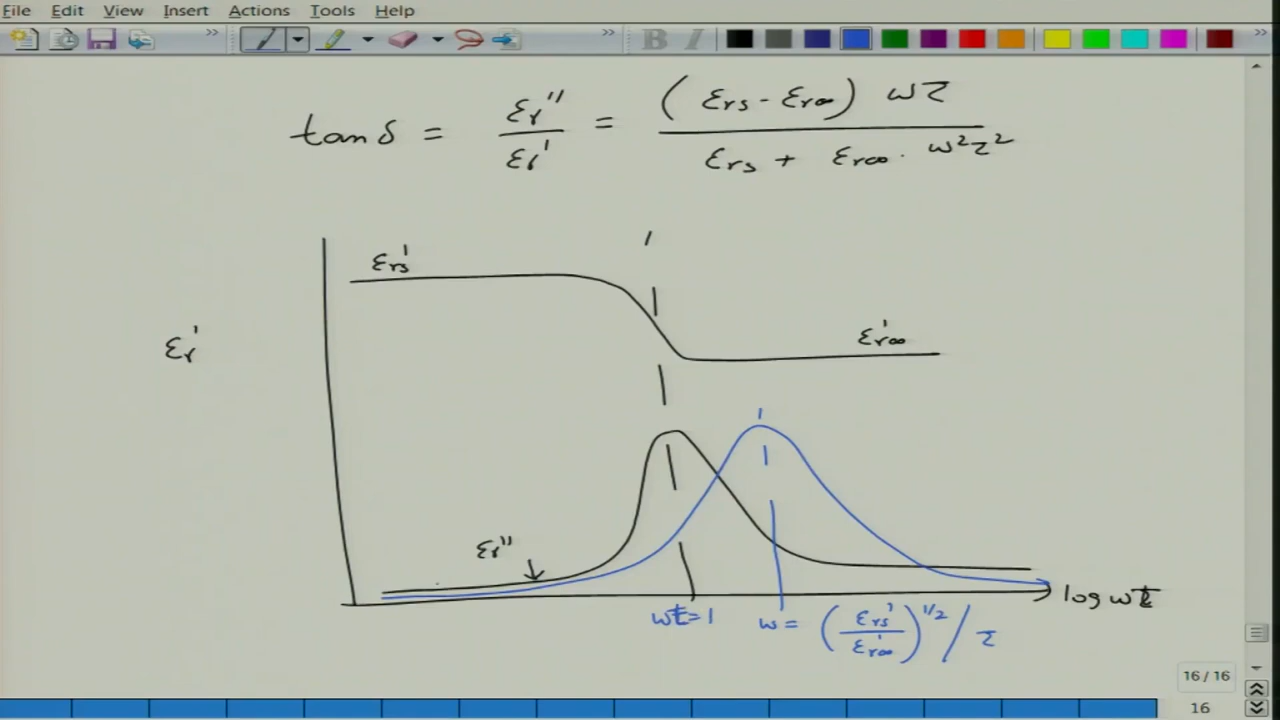 File Edit View Insert Actions Tools Help
tan δ = εr'' / εr' = (εrs - εr∞) ωτ / εrs + εr∞ · ω²τ²
εrs'
εr'
εr∞'
εr''
log ωτ
ωτ=1
ω = (εrs' / εr∞')^1/2 / τ
16 / 16
16